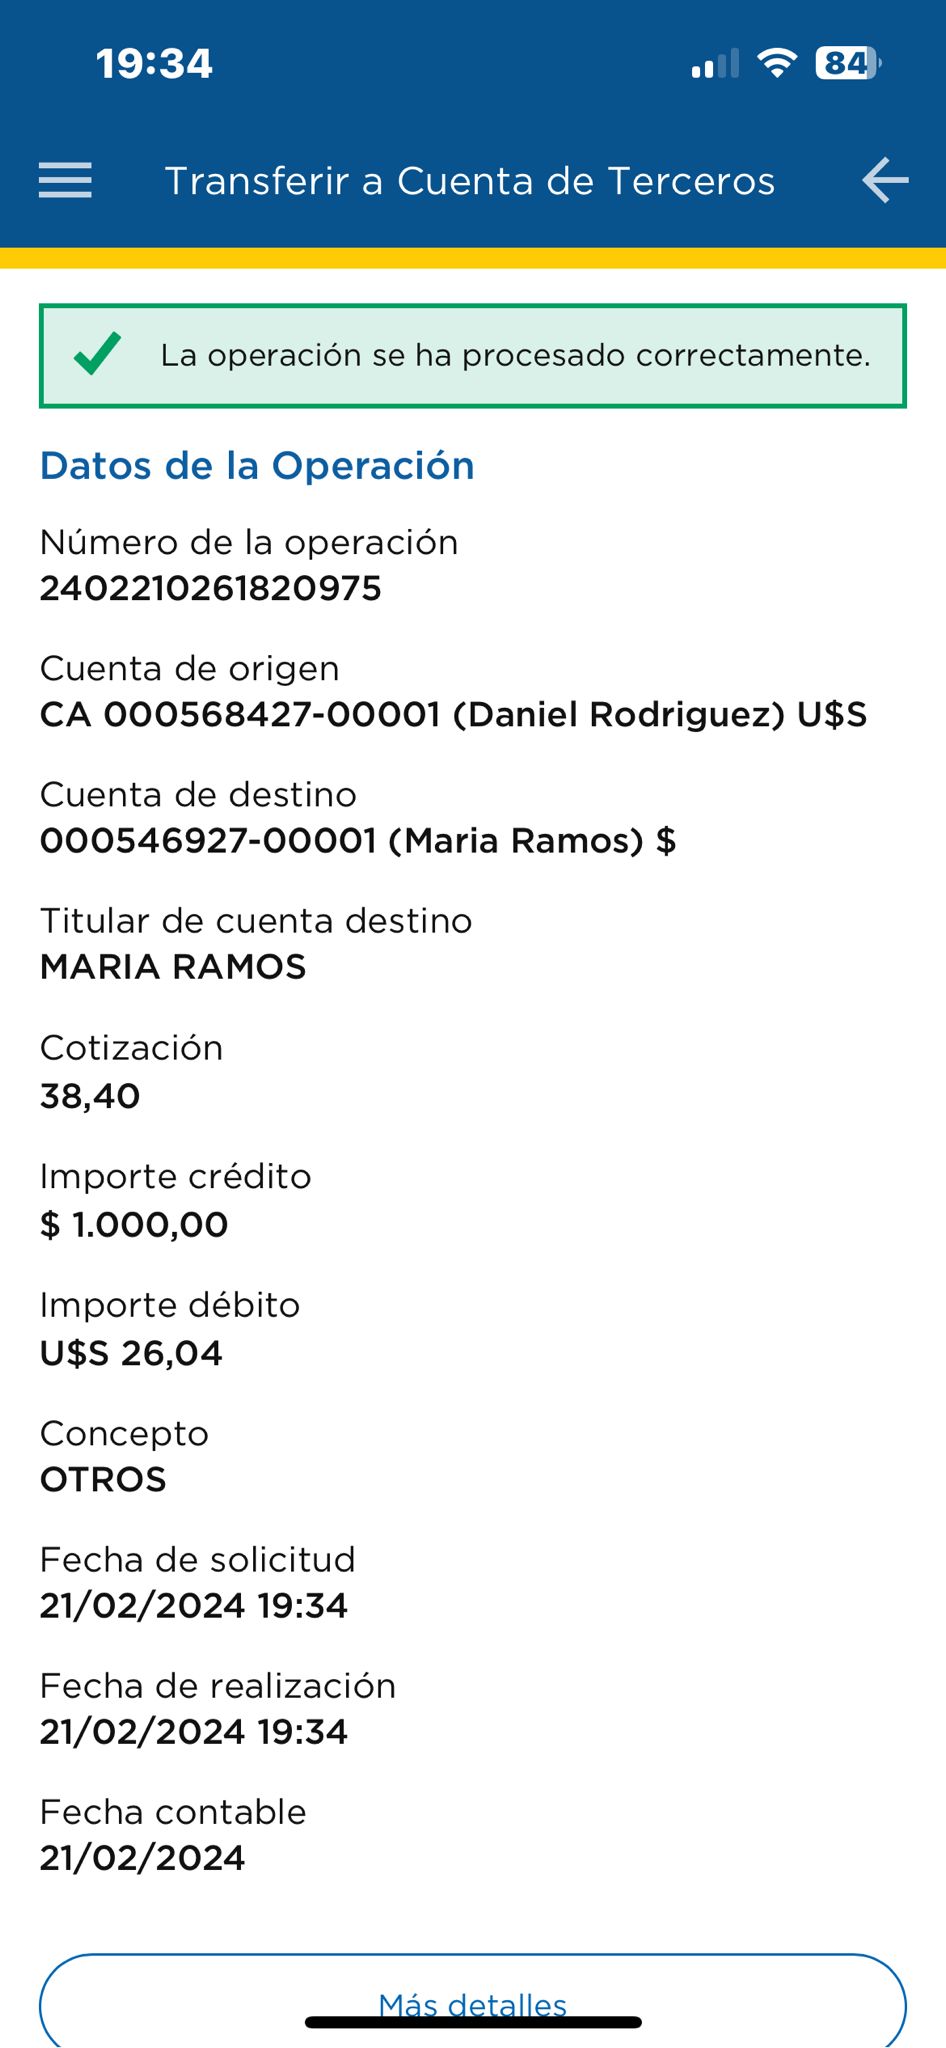 19:34
84
Transferir a Cuenta de Terceros
La operación se ha procesado correctamente.
Datos de la Operación
Número de la operación
2402210261820975
Cuenta de origen
CA 000568427-00001 (Daniel Rodriguez) U$S
Cuenta de destino
000546927-00001 (Maria Ramos) $
Titular de cuenta destino
MARIA RAMOS
Cotización
38,40
Importe crédito
$ 1.000,00
Importe débito
U$S 26,04
Concepto
OTROS
Fecha de solicitud
21/02/2024 19:34
Fecha de realización
21/02/2024 19:34
Fecha contable
21/02/2024
Más detalles